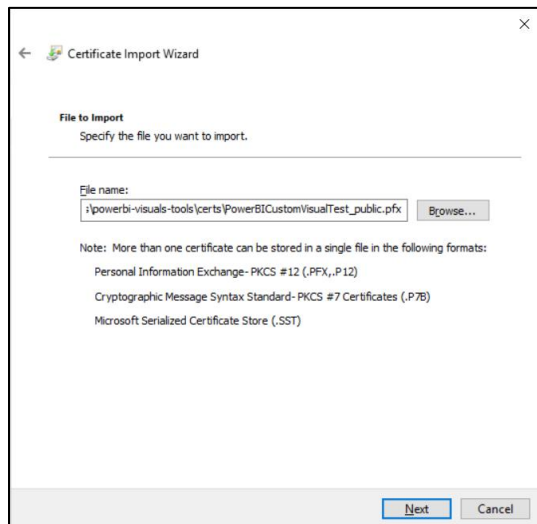 Certificate Import Wizard
File to Import
Specify the file you want to import.
File name:
\powerbi-visuals-tools\certs\PowerBICustomVisualTest_public.pfx Browse...
Note: More than one certificate can be stored in a single file in the following formats:
Personal Information Exchange- PKCS #12 (.PFX,.P12)
Cryptographic Message Syntax Standard- PKCS #7 Certificates (.P7B)
Microsoft Serialized Certificate Store (.SST)
Next Cancel